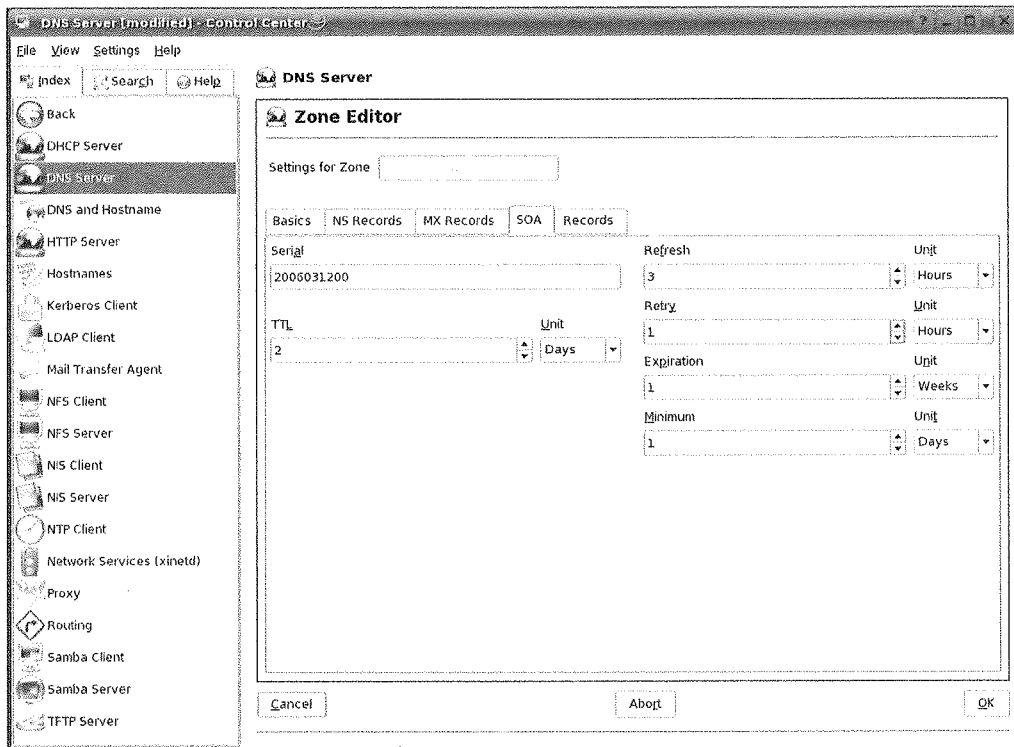 DNS Server [modified] - Control Center
File View Settings Help
Index Search Help
Back
DHCP Server
DNS Server
DNS and Hostname
HTTP Server
Hostnames
Kerberos Client
LDAP Client
Mail Transfer Agent
NFS Client
NFS Server
NIS Client
NIS Server
NTP Client
Network Services (xinetd)
Proxy
Routing
Samba Client
Samba Server
TFTP Server
DNS Server
Zone Editor
Settings for Zone
Basics NS Records MX Records SOA Records
Serial
2006031200
TTL Unit
2 Days
Refresh Unit
3 Hours
Retry Unit
1 Hours
Expiration Unit
1 Weeks
Minimum Unit
1 Days
Cancel Abort OK